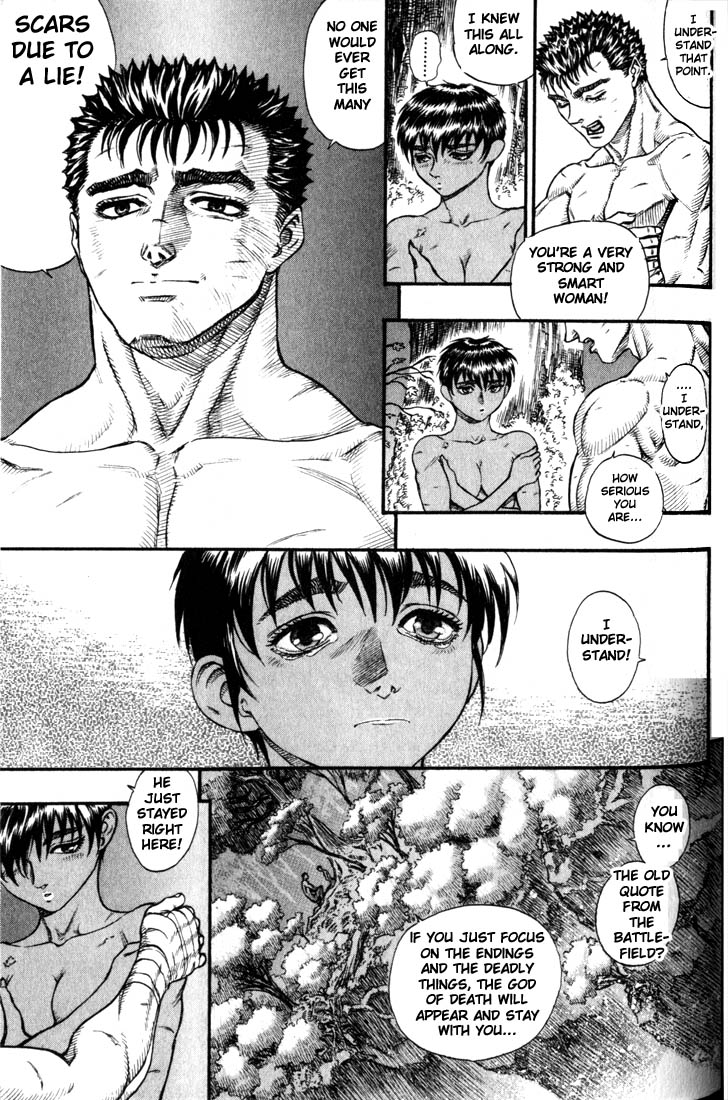 I
UNDER-
STAND
THAT
POINT.
YOU'RE A VERY
STRONG AND
SMART
WOMAN!
I KNEW
THIS ALL
ALONG.
........
NO ONE
WOULD
EVER
GET
THIS
MANY
SCARS
DUE TO
A LIE!
....
I
UNDER-
STAND,
HOW
SERIOUS
YOU
ARE...
I
UNDER-
STAND!
YOU
KNOW
...
THE OLD
QUOTE
FROM
THE
BATTLE-
FIELD?
IF YOU JUST FOCUS
ON THE ENDINGS
AND THE DEADLY
THINGS, THE GOD
OF DEATH WILL
APPEAR AND STAY
WITH YOU...
HE
JUST
STAYED
RIGHT
HERE!